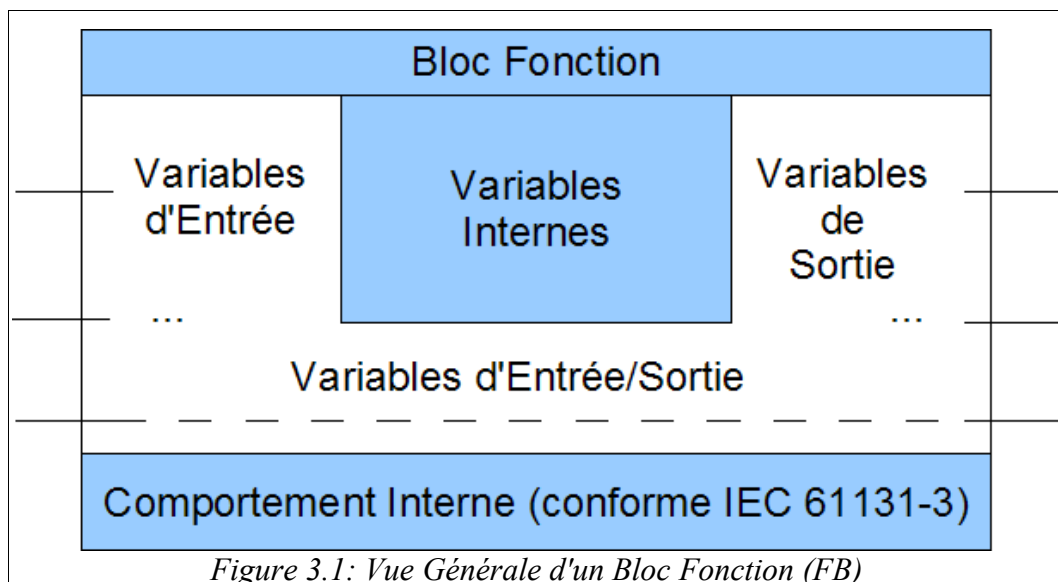 Bloc Fonction
Variables
d'Entrée
Variables
Internes
Variables
de
Sortie
...
...
Variables d'Entrée/Sortie
Comportement Interne (conforme IEC 61131-3)
Figure 3.1: Vue Générale d'un Bloc Fonction (FB)